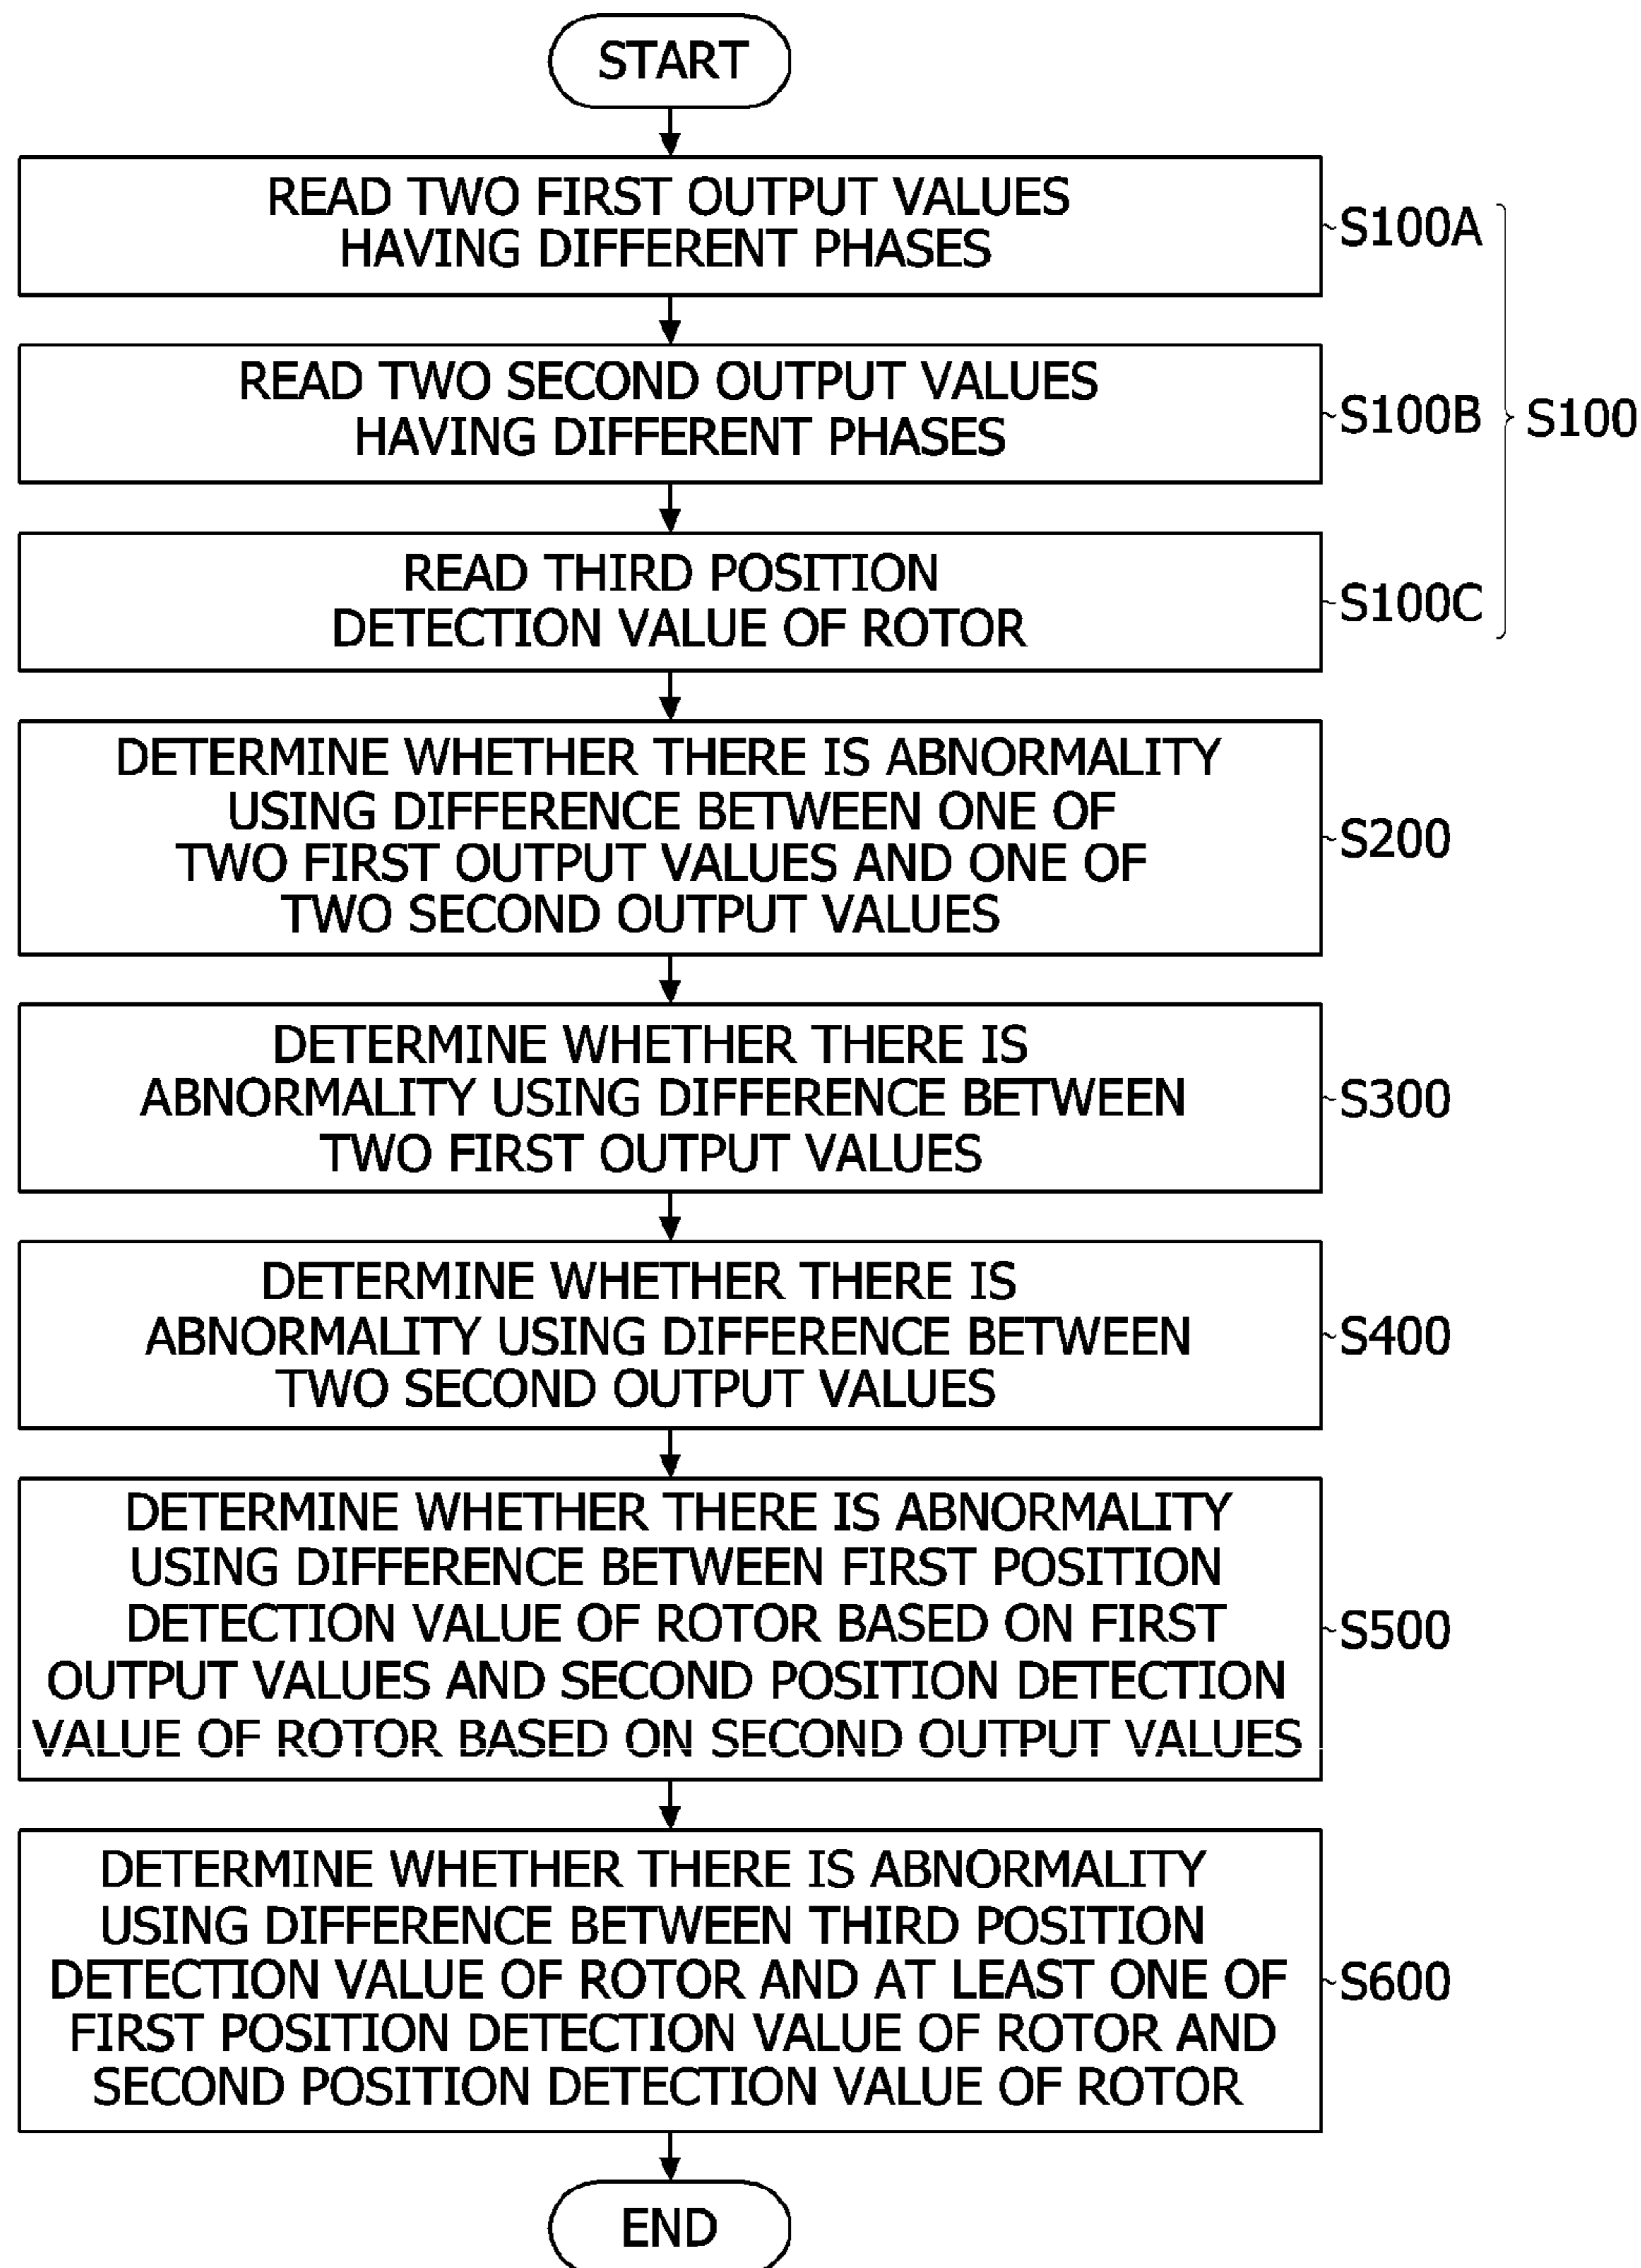 START
READ TWO FIRST OUTPUT VALUES
HAVING DIFFERENT PHASES
S100A
READ TWO SECOND OUTPUT VALUES
HAVING DIFFERENT PHASES
S100B
S100
READ THIRD POSITION
DETECTION VALUE OF ROTOR
S100C
DETERMINE WHETHER THERE IS ABNORMALITY
USING DIFFERENCE BETWEEN ONE OF
TWO FIRST OUTPUT VALUES AND ONE OF
TWO SECOND OUTPUT VALUES
S200
DETERMINE WHETHER THERE IS
ABNORMALITY USING DIFFERENCE BETWEEN
TWO FIRST OUTPUT VALUES
S300
DETERMINE WHETHER THERE IS
ABNORMALITY USING DIFFERENCE BETWEEN
TWO SECOND OUTPUT VALUES
S400
DETERMINE WHETHER THERE IS ABNORMALITY
USING DIFFERENCE BETWEEN FIRST POSITION
DETECTION VALUE OF ROTOR BASED ON FIRST
OUTPUT VALUES AND SECOND POSITION DETECTION
VALUE OF ROTOR BASED ON SECOND OUTPUT VALUES
S500
DETERMINE WHETHER THERE IS ABNORMALITY
USING DIFFERENCE BETWEEN THIRD POSITION
DETECTION VALUE OF ROTOR AND AT LEAST ONE OF
FIRST POSITION DETECTION VALUE OF ROTOR AND
SECOND POSITION DETECTION VALUE OF ROTOR
S600
END